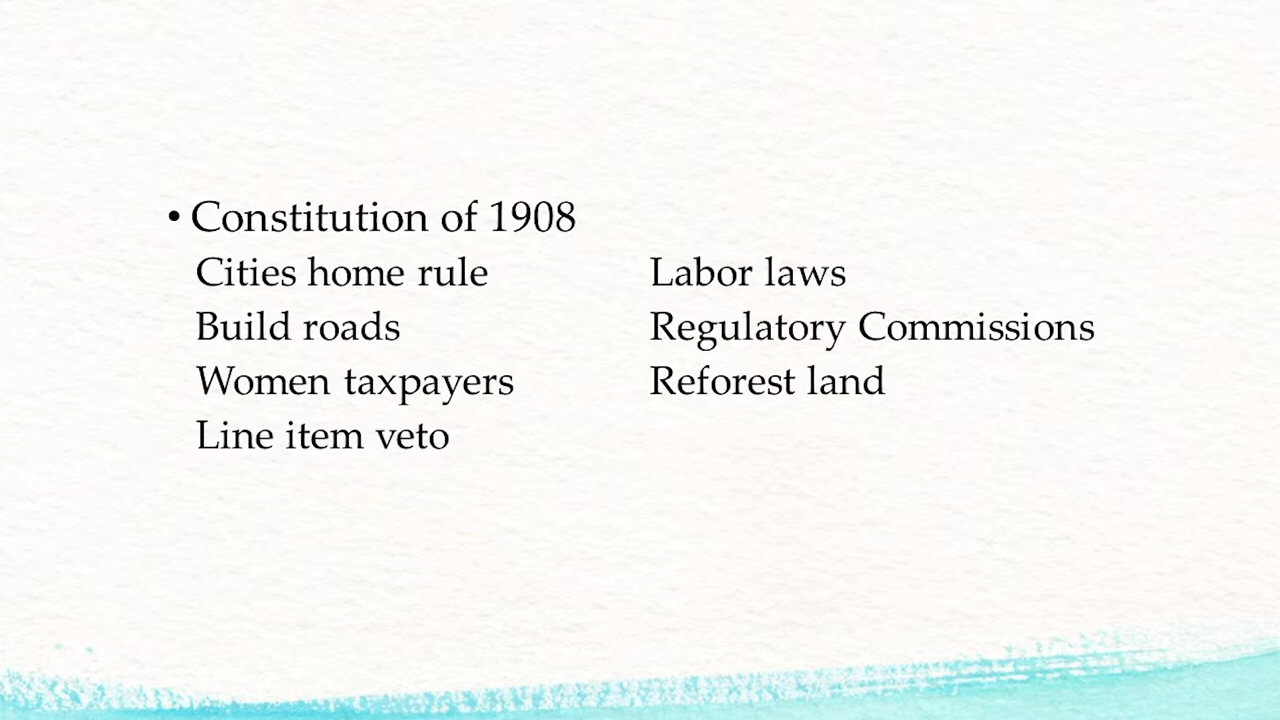 • Constitution of 1908
Cities home rule
Build roads
Women taxpayers
Line item veto
Labor laws
Regulatory Commissions
Reforest land